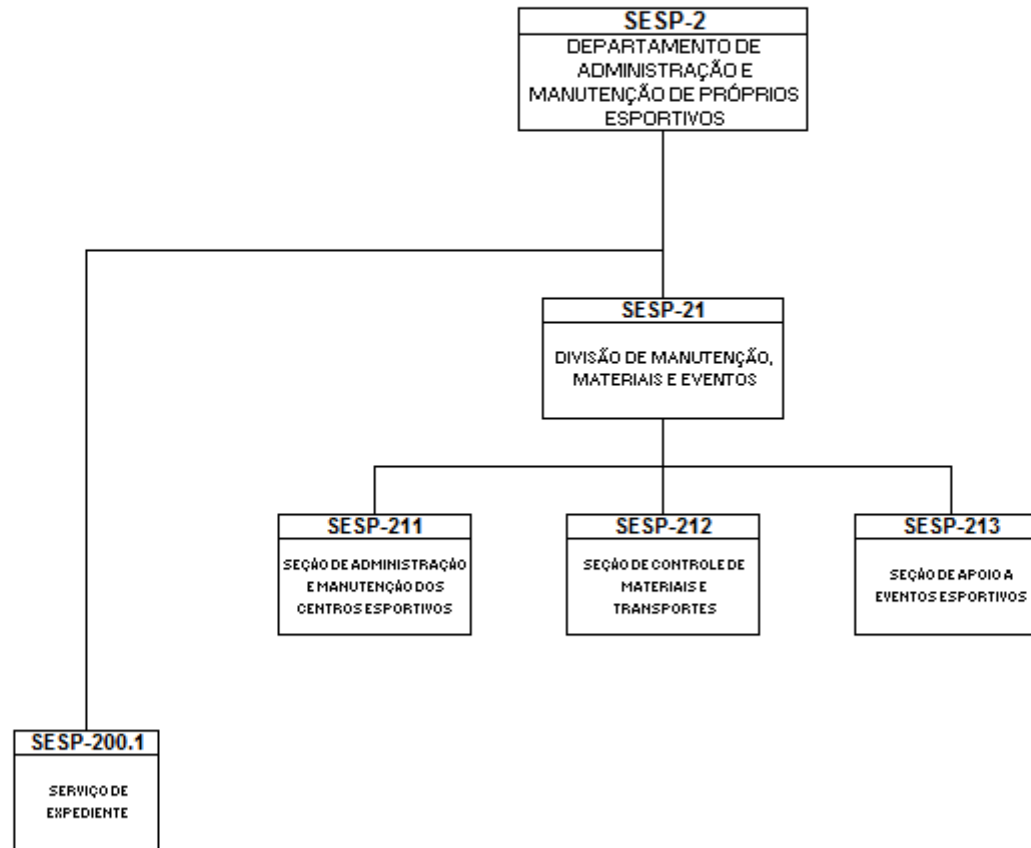 SESP-2
DEPARTAMENTO DE
ADMINISTRAÇÃO E
MANUTENÇÃO DE PRÓPRIOS
ESPORTIVOS
SESP-21
DIVISÃO DE MANUTENÇÃO,
MATERIAIS E EVENTOS
SESP-211
SEÇÃO DE ADMINISTRAÇÃO
E MANUTENÇÃO DOS
CENTROS ESPORTIVOS
SESP-212
SEÇÃO DE CONTROLE DE
MATERIAIS E
TRANSPORTES
SESP-213
SEÇÃO DE APOIO A
EVENTOS ESPORTIVOS
SESP-200.1
SERVIÇO DE
EXPEDIENTE